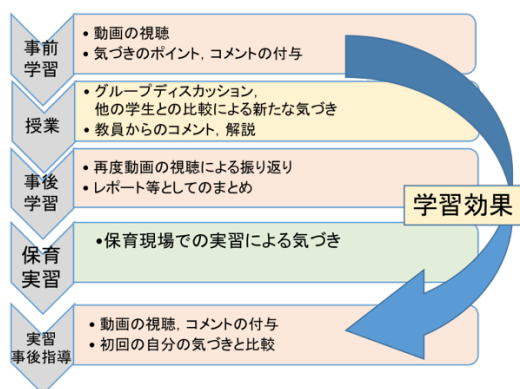 事前
学習
• 動画の視聴
• 気づきのポイント, コメントの付与
授業
• グループディスカッション,
他の学生との比較による新たな気づき
• 教員からのコメント, 解説
事後
学習
• 再度動画の視聴による振り返り
• レポート等としてのまとめ
学習効果
保育
実習
•保育現場での実習による気づき
実習
事後指導
• 動画の視聴, コメントの付与
• 初回の自分の気づきと比較